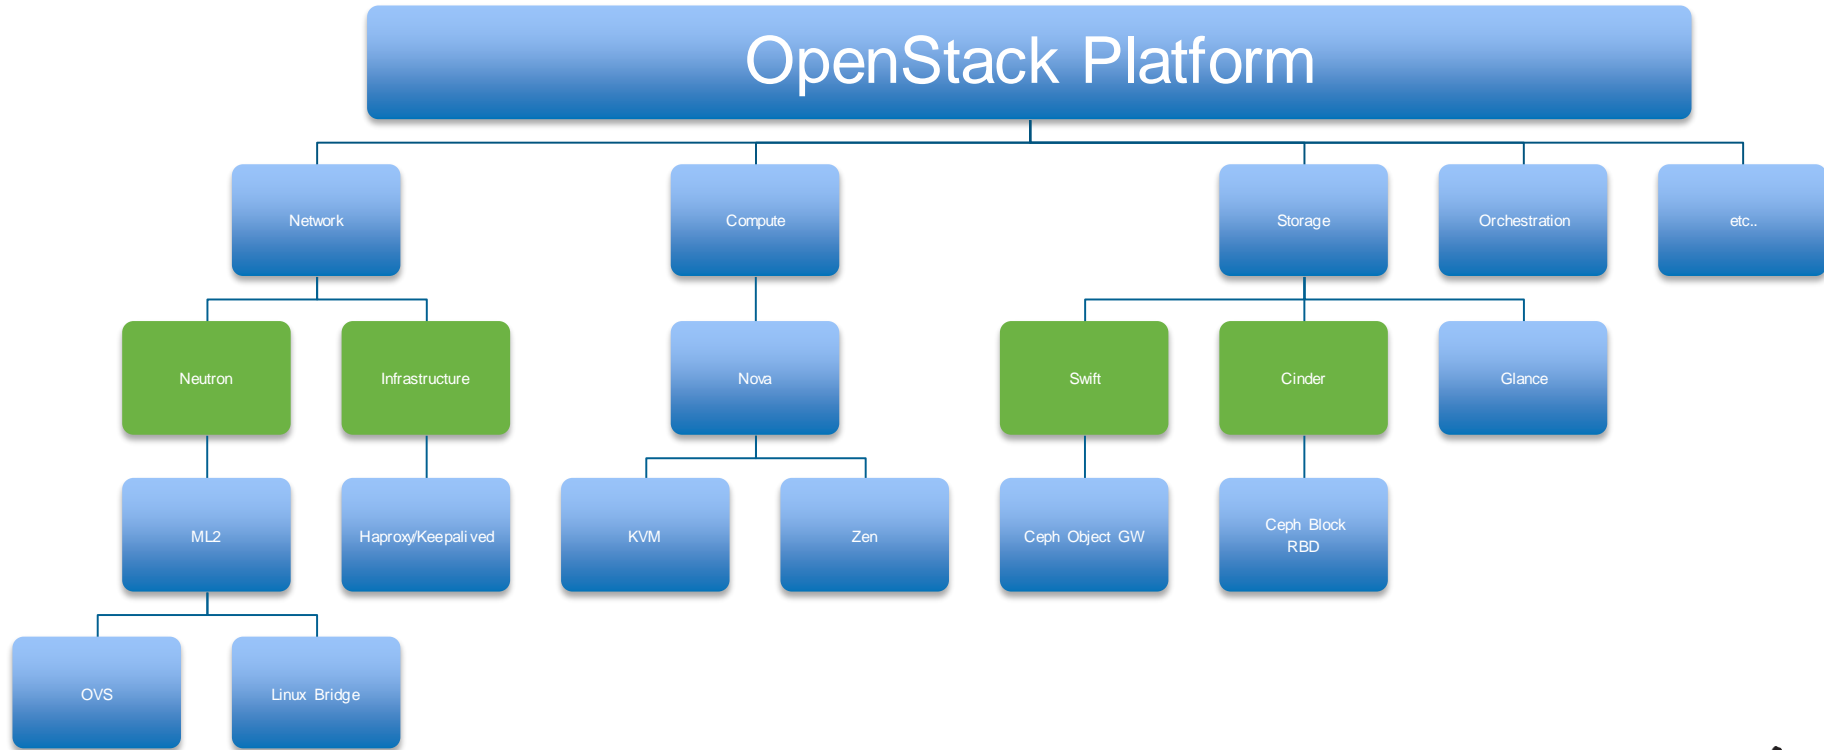 OpenStack Platform
Network
Compute
Storage
Orchestration
etc..
Neutron
Infrastructure
Nova
Swift
Cinder
Glance
ML2
Haproxy/Keepalived
KVM
Zen
Ceph Object GW
Ceph Block
RBD
OVS
Linux Bridge